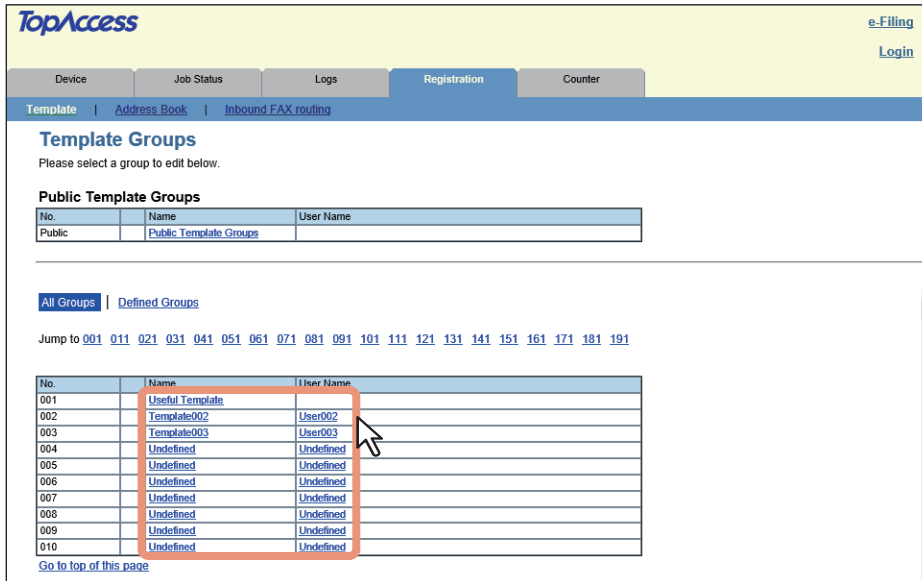 TopAccess
e-Filing
Login
Device Job Status Logs Registration Counter
Template | Address Book | Inbound FAX routing
Template Groups
Please select a group to edit below.
Public Template Groups
No. Name User Name
Public Public Template Groups
All Groups | Defined Groups
Jump to 001 011 021 031 041 051 061 071 081 091 101 111 121 131 141 151 161 171 181 191
No. Name User Name
001 Useful Template
002 Template002 User002
003 Template003 User003
004 Undefined Undefined
005 Undefined Undefined
006 Undefined Undefined
007 Undefined Undefined
008 Undefined Undefined
009 Undefined Undefined
010 Undefined Undefined
Go to top of this page